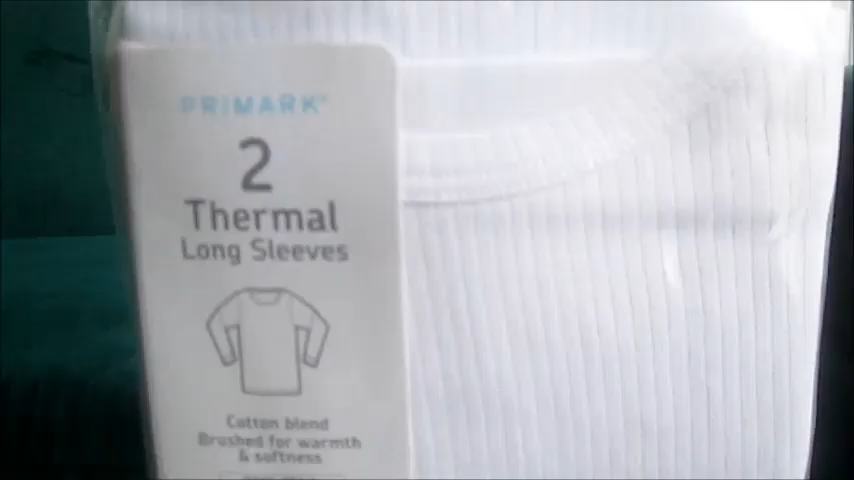 PRIMARK®
2
Thermal
Long Sleeves
Cotton blend
Brushed for warmth
& softness